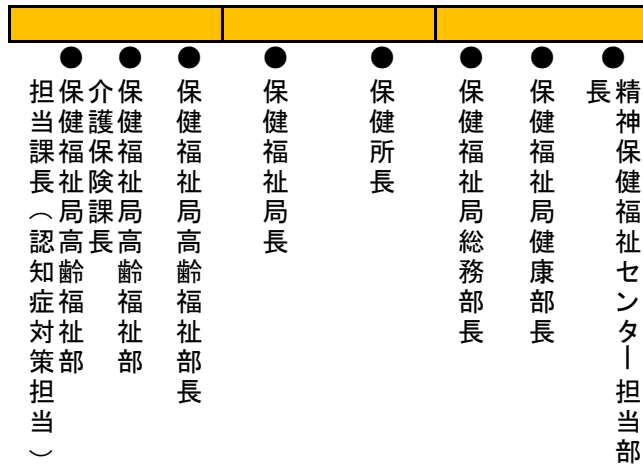 ●精神保健福祉センター担当部
長
●保健福祉局健康部長
●保健福祉局総務部長
●保健所長
●保健福祉局長
●保健福祉局高齢福祉部長
●保健福祉局高齢福祉部
介護保険課長
●保健福祉局高齢福祉部
担当課長（認知症対策担当）